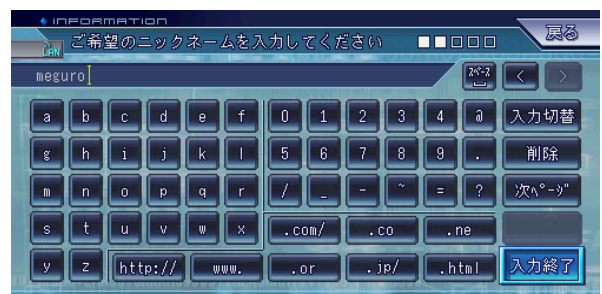 INFORMATION
LAN ご希望のニックネームを入力してください 戻る
meguro スペース < >
a b c d e f 0 1 2 3 4 @ 入力切替
g h i j k l 5 6 7 8 9 . 削除
m n o p q r / _ - ~ = ? 次ページ
s t u v w x .com/ .co .ne
y z http:// www. .or .jp/ .html 入力終了